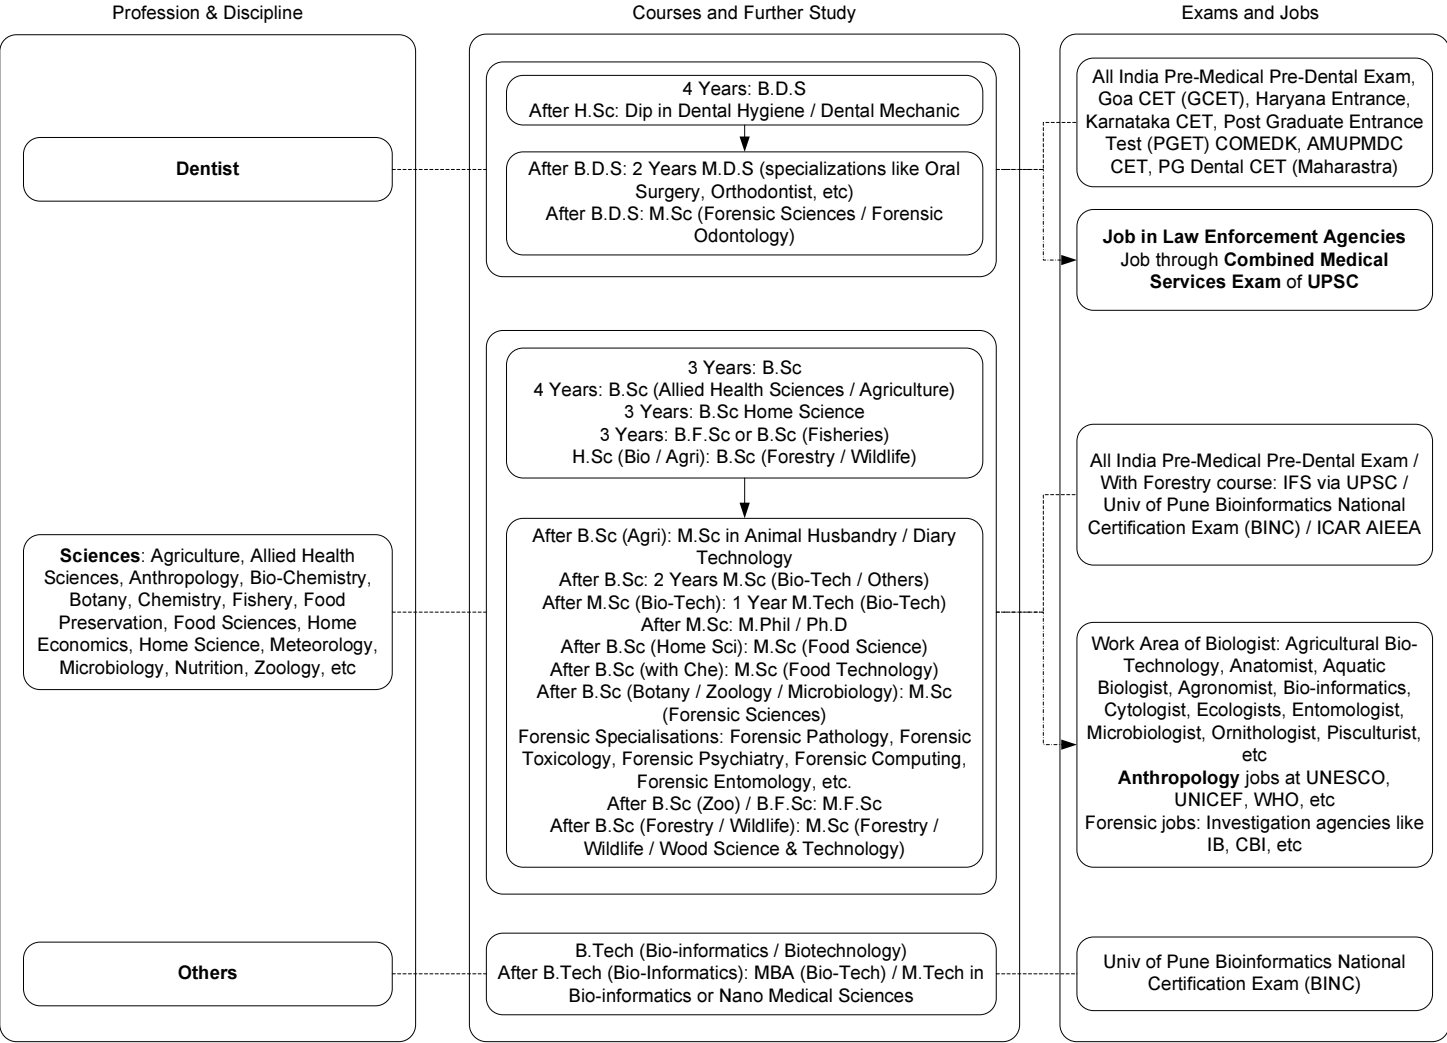 Profession & Discipline
Courses and Further Study
Exams and Jobs
Dentist
4 Years: B.D.S
After H.Sc: Dip in Dental Hygiene / Dental Mechanic
After B.D.S: 2 Years M.D.S (specializations like Oral
Surgery, Orthodontist, etc)
After B.D.S: M.Sc (Forensic Sciences / Forensic
Odontology)
All India Pre-Medical Pre-Dental Exam,
Goa CET (GCET), Haryana Entrance,
Karnataka CET, Post Graduate Entrance
Test (PGET) COMEDK, AMUPMDC
CET, PG Dental CET (Maharastra)
Job in Law Enforcement Agencies
Job through Combined Medical
Services Exam of UPSC
Sciences: Agriculture, Allied Health
Sciences, Anthropology, Bio-Chemistry,
Botany, Chemistry, Fishery, Food
Preservation, Food Sciences, Home
Economics, Home Science, Meteorology,
Microbiology, Nutrition, Zoology, etc
3 Years: B.Sc
4 Years: B.Sc (Allied Health Sciences / Agriculture)
3 Years: B.Sc Home Science
3 Years: B.F.Sc or B.Sc (Fisheries)
H.Sc (Bio / Agri): B.Sc (Forestry / Wildlife)
After B.Sc (Agri): M.Sc in Animal Husbandry / Diary
Technology
After B.Sc: 2 Years M.Sc (Bio-Tech / Others)
After M.Sc (Bio-Tech): 1 Year M.Tech (Bio-Tech)
After M.Sc: M.Phil / Ph.D
After B.Sc (Home Sci): M.Sc (Food Science)
After B.Sc (with Che): M.Sc (Food Technology)
After B.Sc (Botany / Zoology / Microbiology): M.Sc
(Forensic Sciences)
Forensic Specialisations: Forensic Pathology, Forensic
Toxicology, Forensic Psychiatry, Forensic Computing,
Forensic Entomology, etc.
After B.Sc (Zoo) / B.F.Sc: M.F.Sc
After B.Sc (Forestry / Wildlife): M.Sc (Forestry /
Wildlife / Wood Science & Technology)
All India Pre-Medical Pre-Dental Exam /
With Forestry course: IFS via UPSC /
Univ of Pune Bioinformatics National
Certification Exam (BINC) / ICAR AIEEA
Work Area of Biologist: Agricultural Bio-
Technology, Anatomist, Aquatic
Biologist, Agronomist, Bio-informatics,
Cytologist, Ecologists, Entomologist,
Microbiologist, Ornithologist, Pisculturist,
etc
Anthropology jobs at UNESCO,
UNICEF, WHO, etc
Forensic jobs: Investigation agencies like
IB, CBI, etc
Others
B.Tech (Bio-informatics / Biotechnology)
After B.Tech (Bio-Informatics): MBA (Bio-Tech) / M.Tech in
Bio-informatics or Nano Medical Sciences
Univ of Pune Bioinformatics National
Certification Exam (BINC)